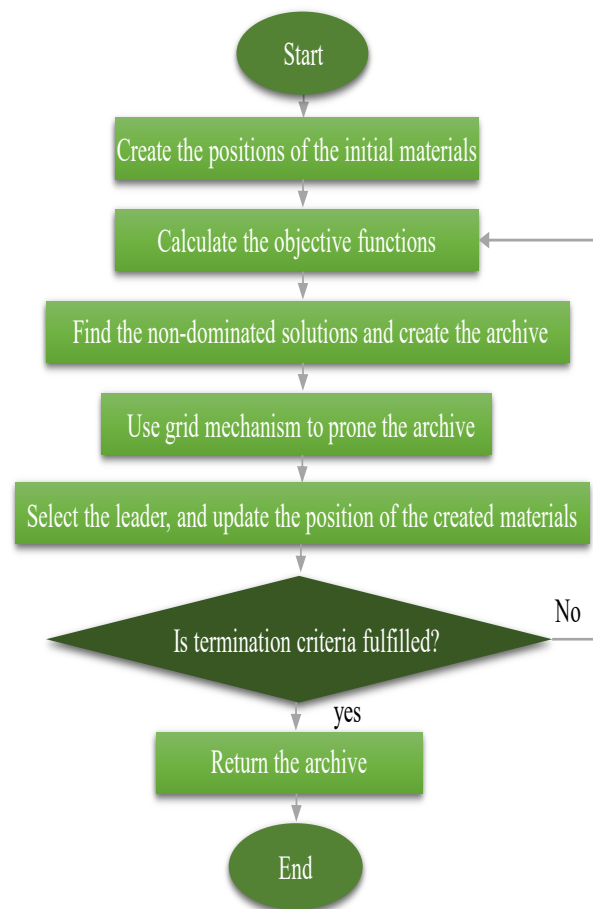 Start
Create the positions of the initial materials
Calculate the objective functions
Find the non-dominated solutions and create the archive
Use grid mechanism to prone the archive
Select the leader, and update the position of the created materials
Is termination criteria fulfilled?
No
yes
Return the archive
End